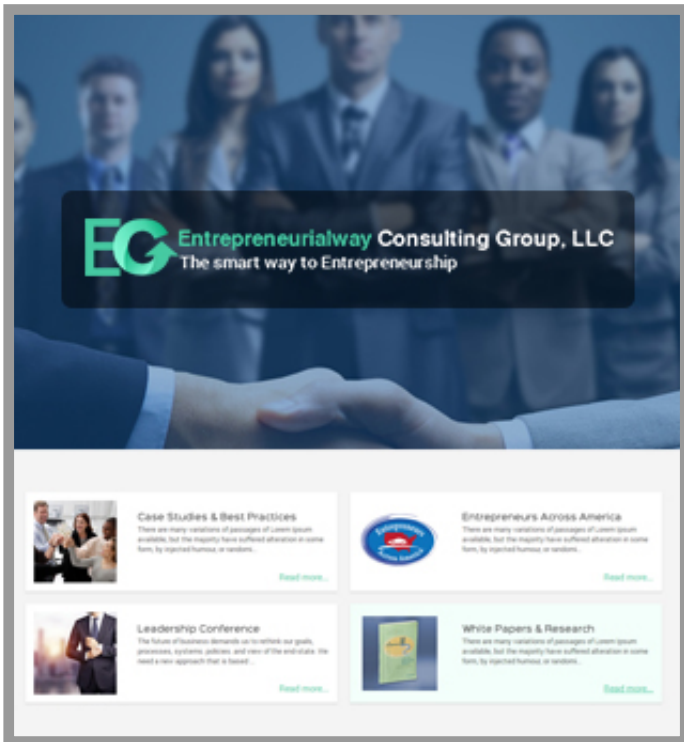 EG
Entrepreneurialway Consulting Group, LLC
The smart way to Entrepreneurship
Case Studies & Best Practices
There are many variations of passages of Lorem Ipsum
available, but the majority have suffered alteration in some
form, by injected humour, or randomi...
Read more...
Entrepreneurs
Across America
Entrepreneurs Across America
There are many variations of passages of Lorem Ipsum
available, but the majority have suffered alteration in some
form, by injected humour, or randomi...
Read more...
Leadership Conference
The future of business demands us to rethink our goals,
processes, systems, policies, and view of the end-state. We
need a new approach that is based ...
Read more...
White Papers & Research
There are many variations of passages of Lorem Ipsum
available, but the majority have suffered alteration in some
form, by injected humour, or randomi...
Read more...